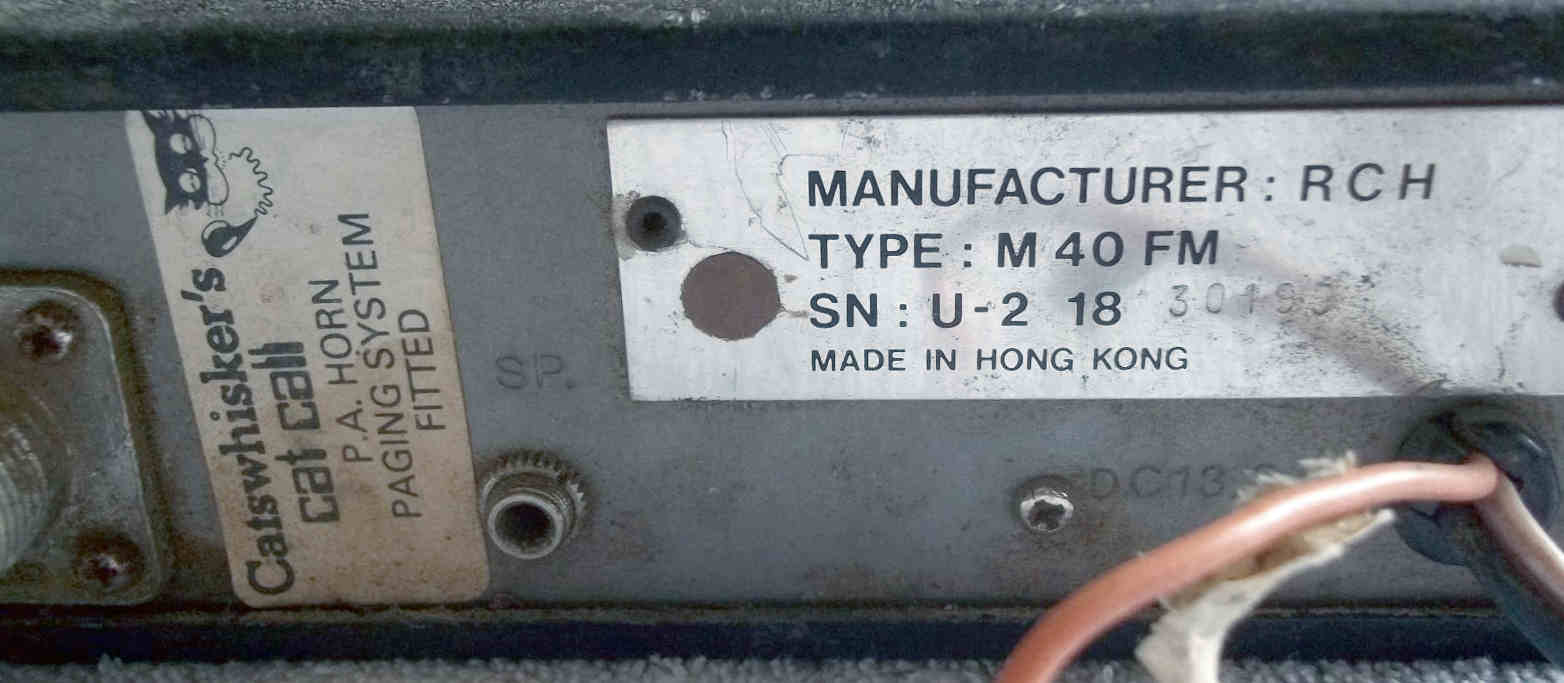 Catswhisker's
cat call
P.A. HORN
PAGING SYSTEM
FITTED
SP.
MANUFACTURER : RCH
TYPE : M 40 FM
SN : U-2 18
MADE IN HONG KONG